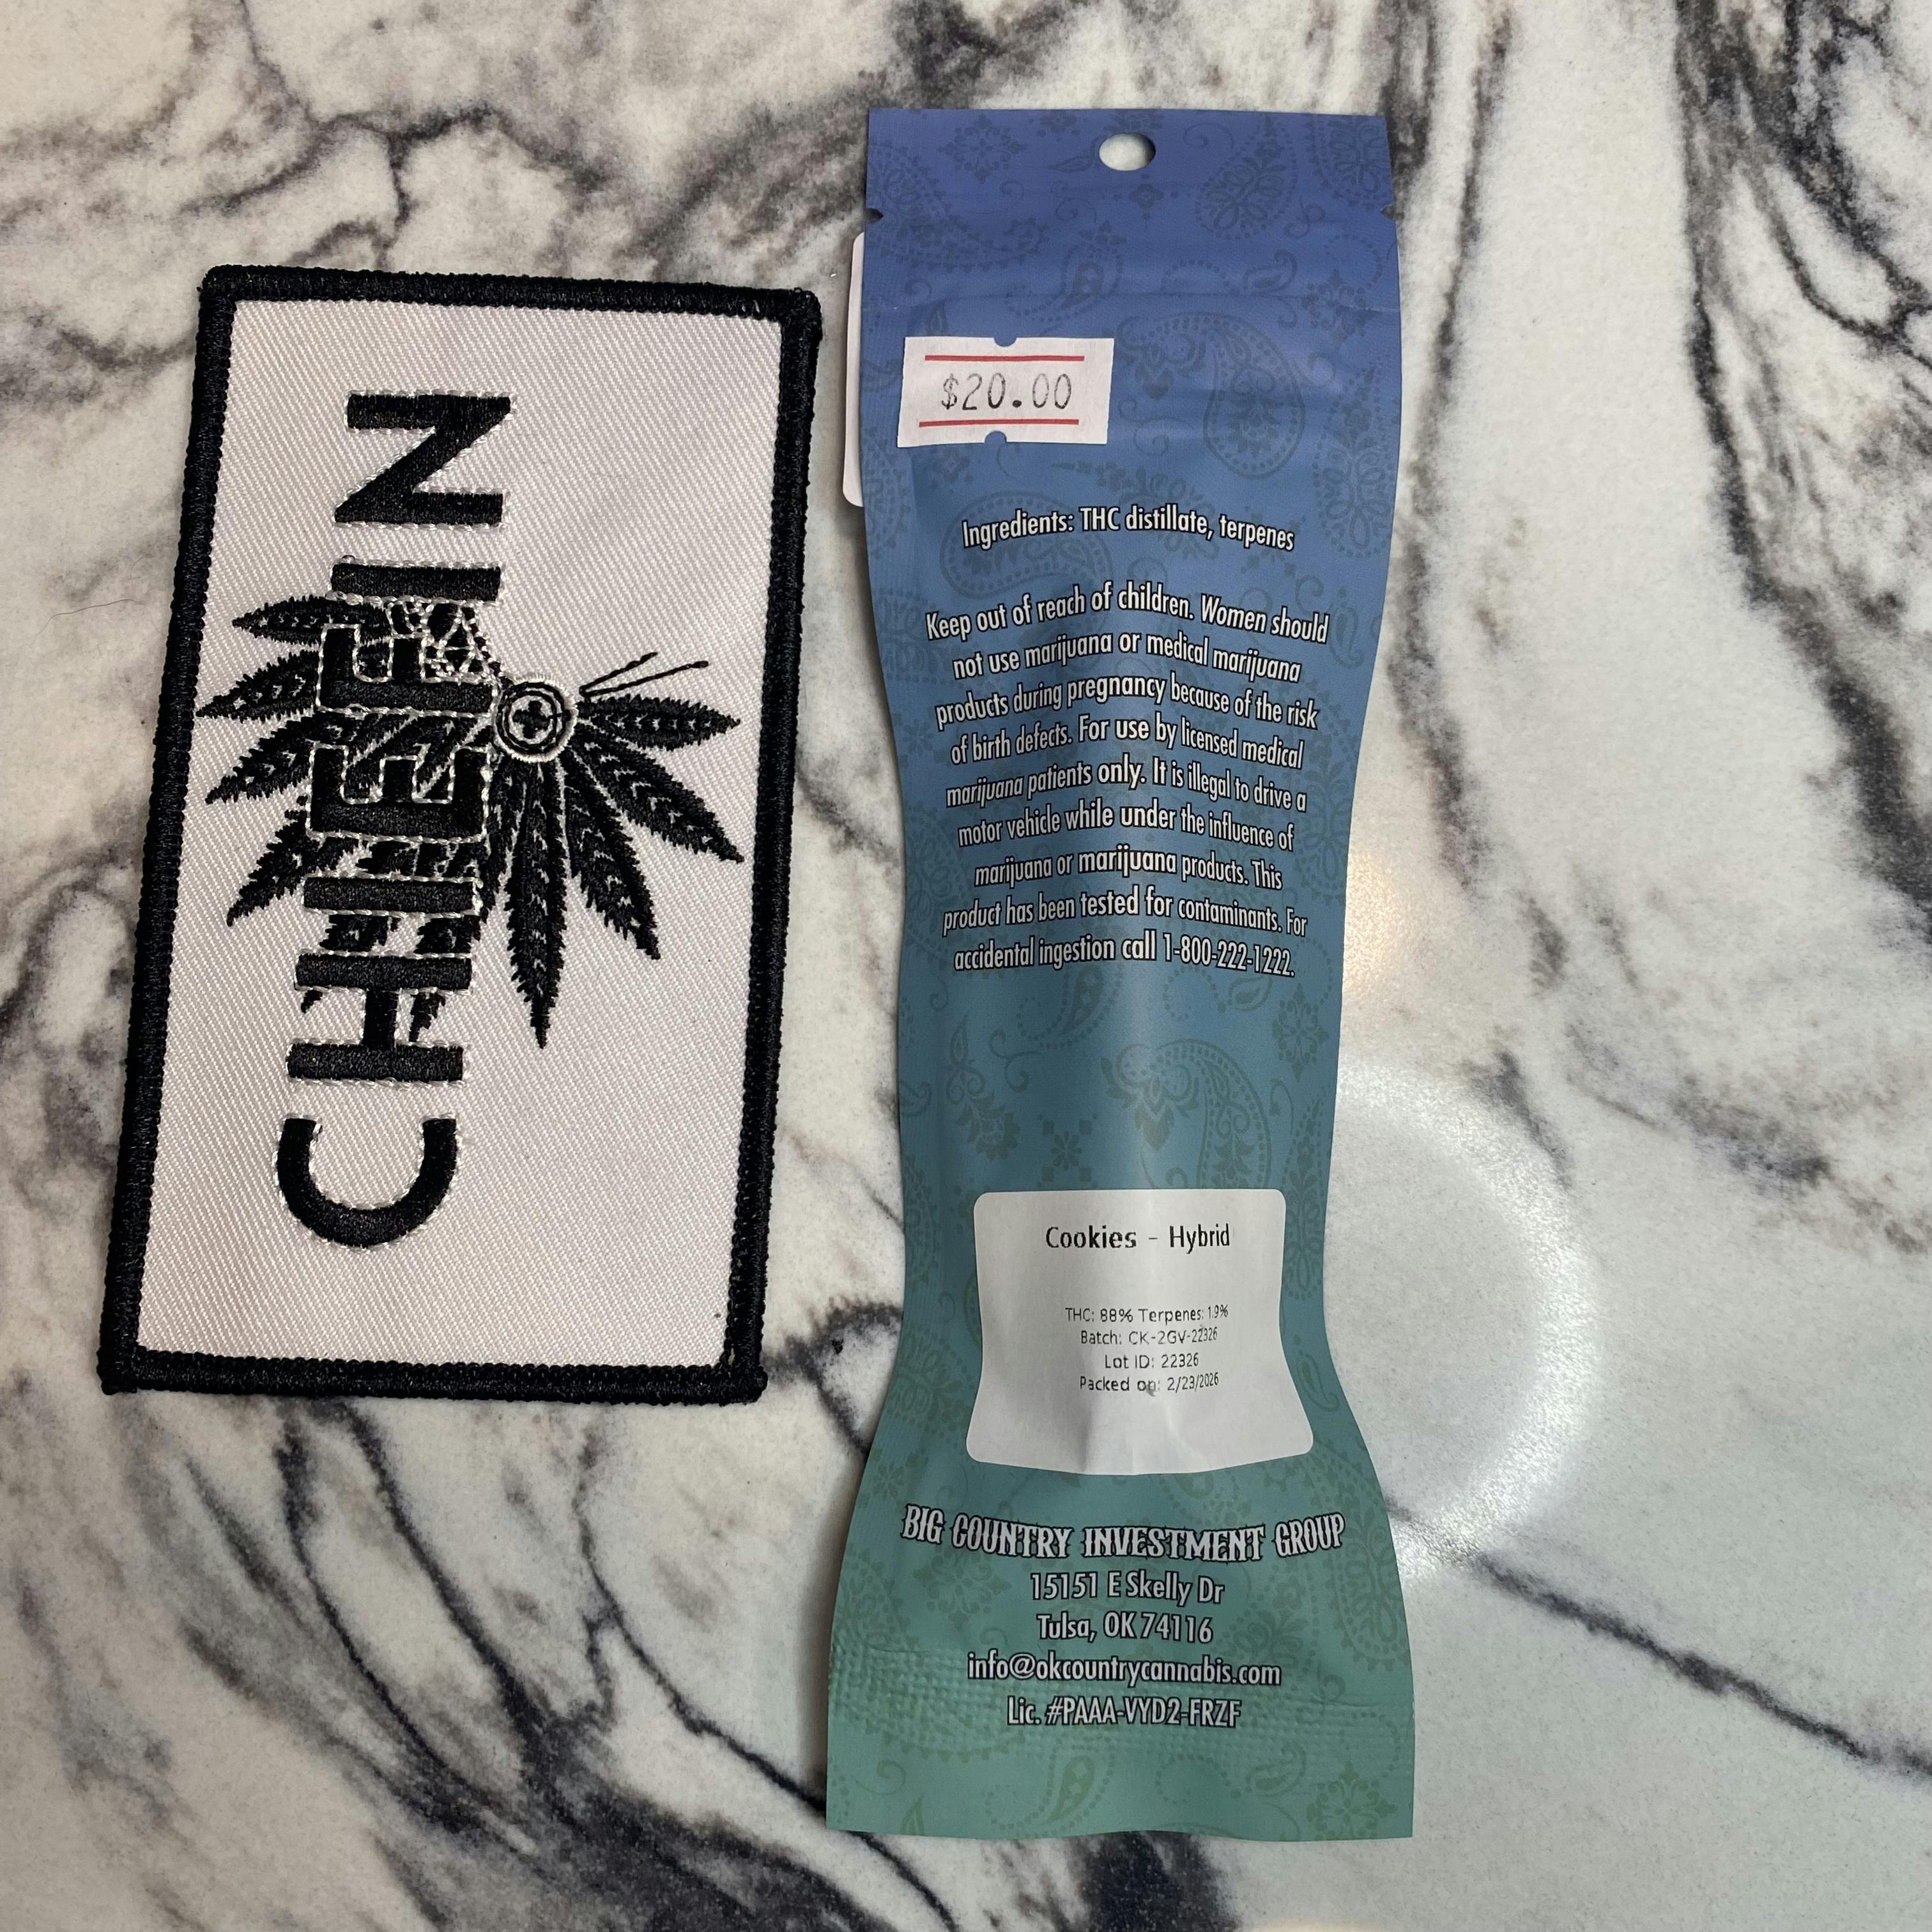 CHIEFIN
$20.00
Ingredients: THC distillate, terpenes
Keep out of reach of children. Women should
not use marijuana or medical marijuana
products during pregnancy because of the risk
of birth defects. For use by licensed medical
marijuana patients only. It is illegal to drive a
motor vehicle while under the influence of
marijuana or marijuana products. This
product has been tested for contaminants. For
accidental ingestion call 1-800-222-1222.
Cookies - Hybrid
THC: 88% Terpenes: 1.9%
Batch: CK-2GV-22326
Lot ID: 22326
Packed on: 2/23/2026
BIG COUNTRY INVESTMENT GROUP
15151 E Skelly Dr
Tulsa, OK 74116
info@okcountrycannabis.com
Lic. #PAAA-VYD2-FRZF